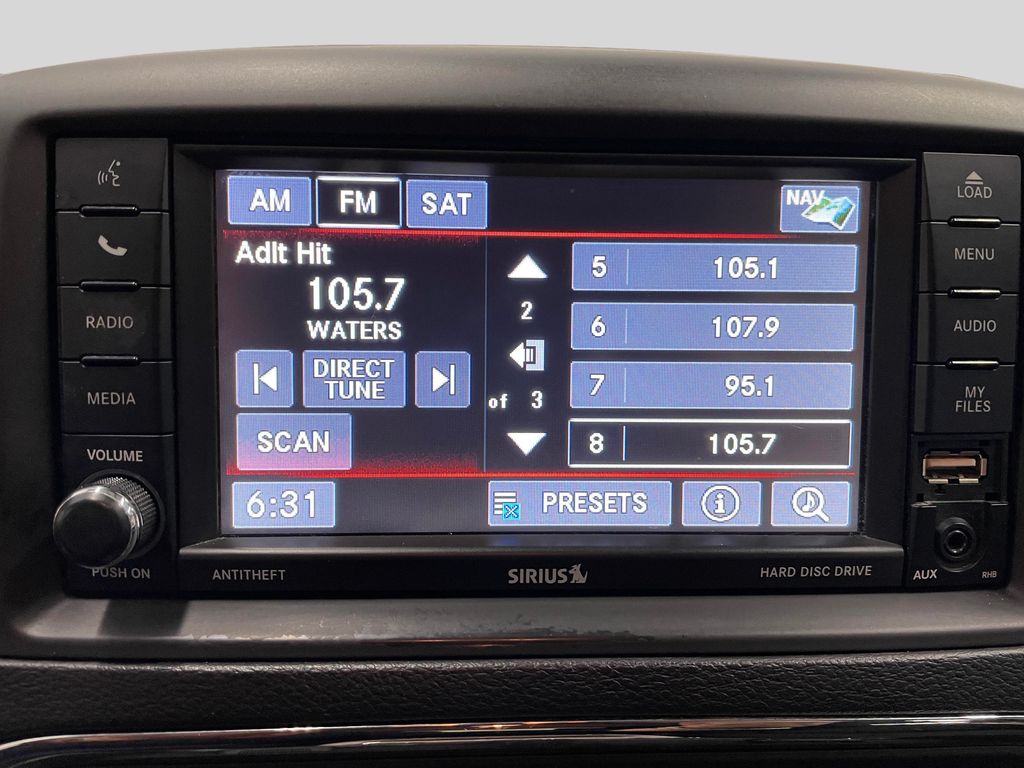 AM
FM
SAT
NAV
Adlt Hit
105.7
WATERS
DIRECT
TUNE
SCAN
2
of 3
5 105.1
6 107.9
7 95.1
8 105.7
6:31
PRESETS
i
RADIO
MEDIA
VOLUME
PUSH ON
LOAD
MENU
AUDIO
MY
FILES
AUX
RHB
ANTITHEFT
SIRIUS
HARD DISC DRIVE